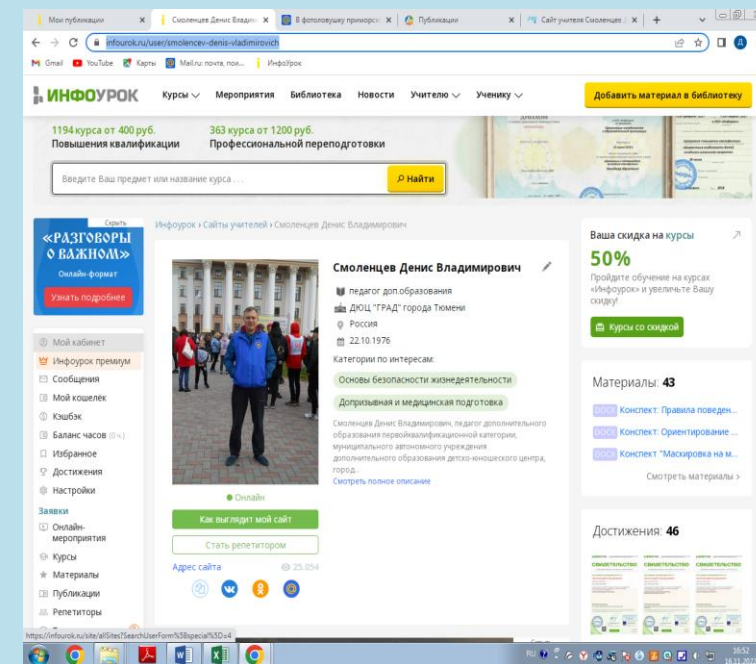 Мои публикации
Смоленцев Денис Владим
В фотоловушку приморс
Публикации
Сайт учителя Смоленцев
infourok.ru/user/smolencev-denis-vladimirovich
Gmail YouTube Карты Mail.ru: почта, пои... ИнфоУрок
ИНФОУРОК Курсы Мероприятия Библиотека Новости Учителю Ученику Добавить материал в библиотеку
1194 курса от 400 руб. 363 курса от 1200 руб.
Повышения квалификации Профессиональной переподготовки
Введите Ваш предмет или название курса . . . Найти
Скрыть
«РАЗГОВОРЫ
О ВАЖНОМ»
Онлайн-формат
Узнать подробнее
Мой кабинет
Инфоурок премиум
Сообщения
Мой кошелёк
Кэшбэк
Баланс часов (0 ч.)
Избранное
Достижения
Настройки
Заявки
Онлайн-
мероприятия
Курсы
Материалы
Публикации
Репетиторы
Инфоурок › Сайты учителей › Смоленцев Денис Владимирович
Смоленцев Денис Владимирович
педагог доп.образования
ДЮЦ "ГРАД" города Тюмени
Россия
22.10.1976
Категории по интересам:
Основы безопасности жизнедеятельности
Допризывная и медицинская подготовка
Смоленцев Денис Владимирович, педагог дополнительного
образования первойквалификационной категории,
муниципального автономного учреждения
дополнительного образования детско-юношеского центра,
город...
Смотреть полное описание
Онлайн
Как выглядит мой сайт
Стать репетитором
Адрес сайта 25.054
Ваша скидка на курсы
50%
Пройдите обучение на курсах
«Инфоурок» и увеличьте Вашу
скидку!
Курсы со скидкой
Материалы: 43
DOCX Конспект: Правила поведен...
DOCX Конспект: Ориентирование ...
DOCX Конспект "Маскировка на м...
Смотреть материалы ›
Достижения: 46
СВИДЕТЕЛЬСТВО СВИДЕТЕЛЬСТВО СВИДЕТЕЛЬСТВО
https://infourok.ru/site/allSites?SearchUserForm%5Bspecial%5D=4
RU
16:52